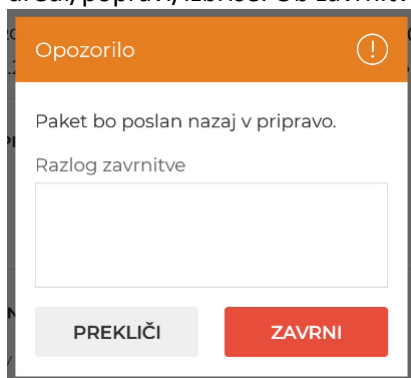 Opozorilo
Paket bo poslan nazaj v pripravo.
Razlog zavrnitve
PREKLIČI
ZAVRNI